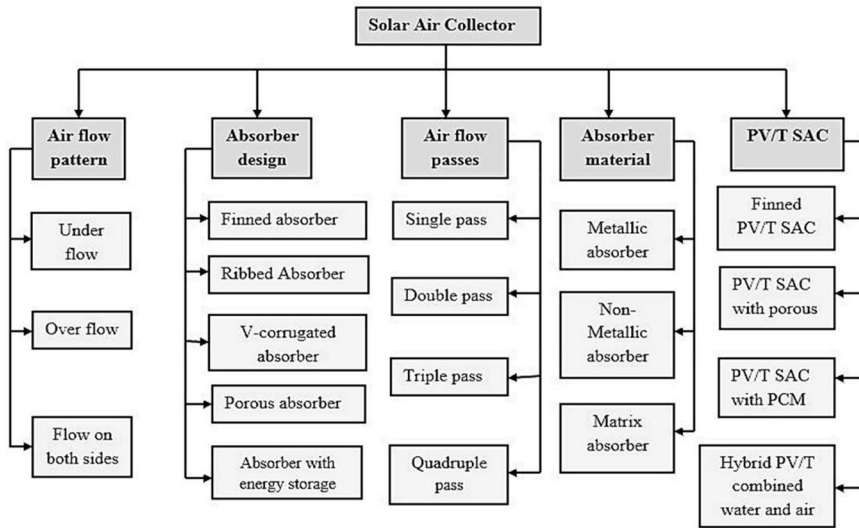 Solar Air Collector
Air flow
pattern
Under
flow
Over flow
Flow on
both sides
Absorber
design
Finned absorber
Ribbed Absorber
V-corrugated
absorber
Porous absorber
Absorber with
energy storage
Air flow
passes
Single pass
Double pass
Triple pass
Quadruple
pass
Absorber
material
Metallic
absorber
Non-
Metallic
absorber
Matrix
absorber
PV/T SAC
Finned
PV/T SAC
PV/T SAC
with porous
PV/T SAC
with PCM
Hybrid PV/T
combined
water and air